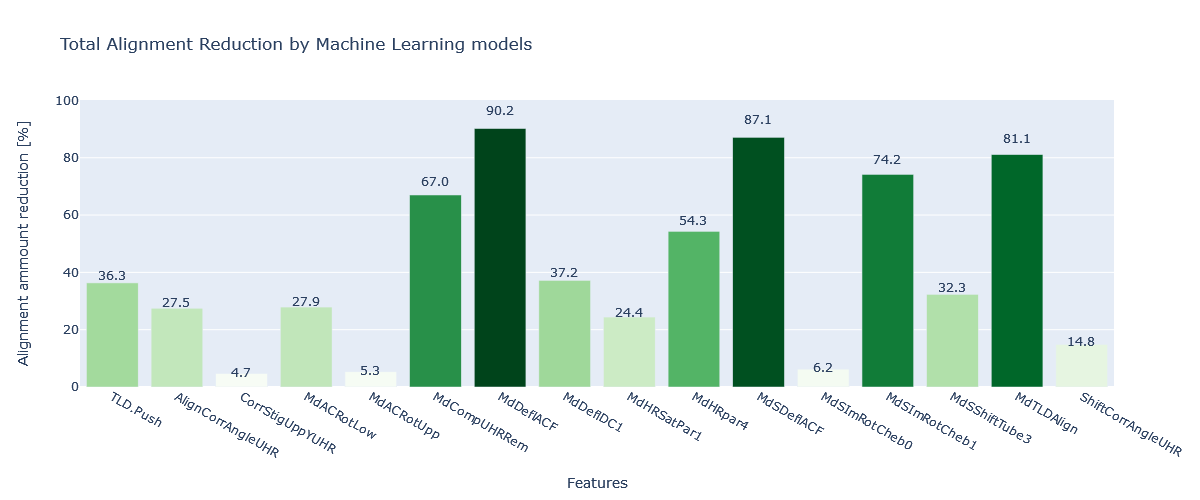 Total Alignment Reduction by Machine Learning models
Alignment ammount reduction [%]
100
80
60
40
20
0
36.3
27.5
4.7
27.9
5.3
67.0
90.2
37.2
24.4
54.3
87.1
6.2
74.2
32.3
81.1
14.8
TLD.Push
AlignCorrAngleUHR
CorrStigUppYUHR
MdACRotLow
MdACRotUpp
MdCompUHRRem
MdDeflACF
MdDeflDC1
MdHRSatPar1
MdHRpar4
MdSDeflACF
MdSImRotCheb0
MdSImRotCheb1
MdSShiftTube3
MdTLDAlign
ShiftCorrAngleUHR
Features